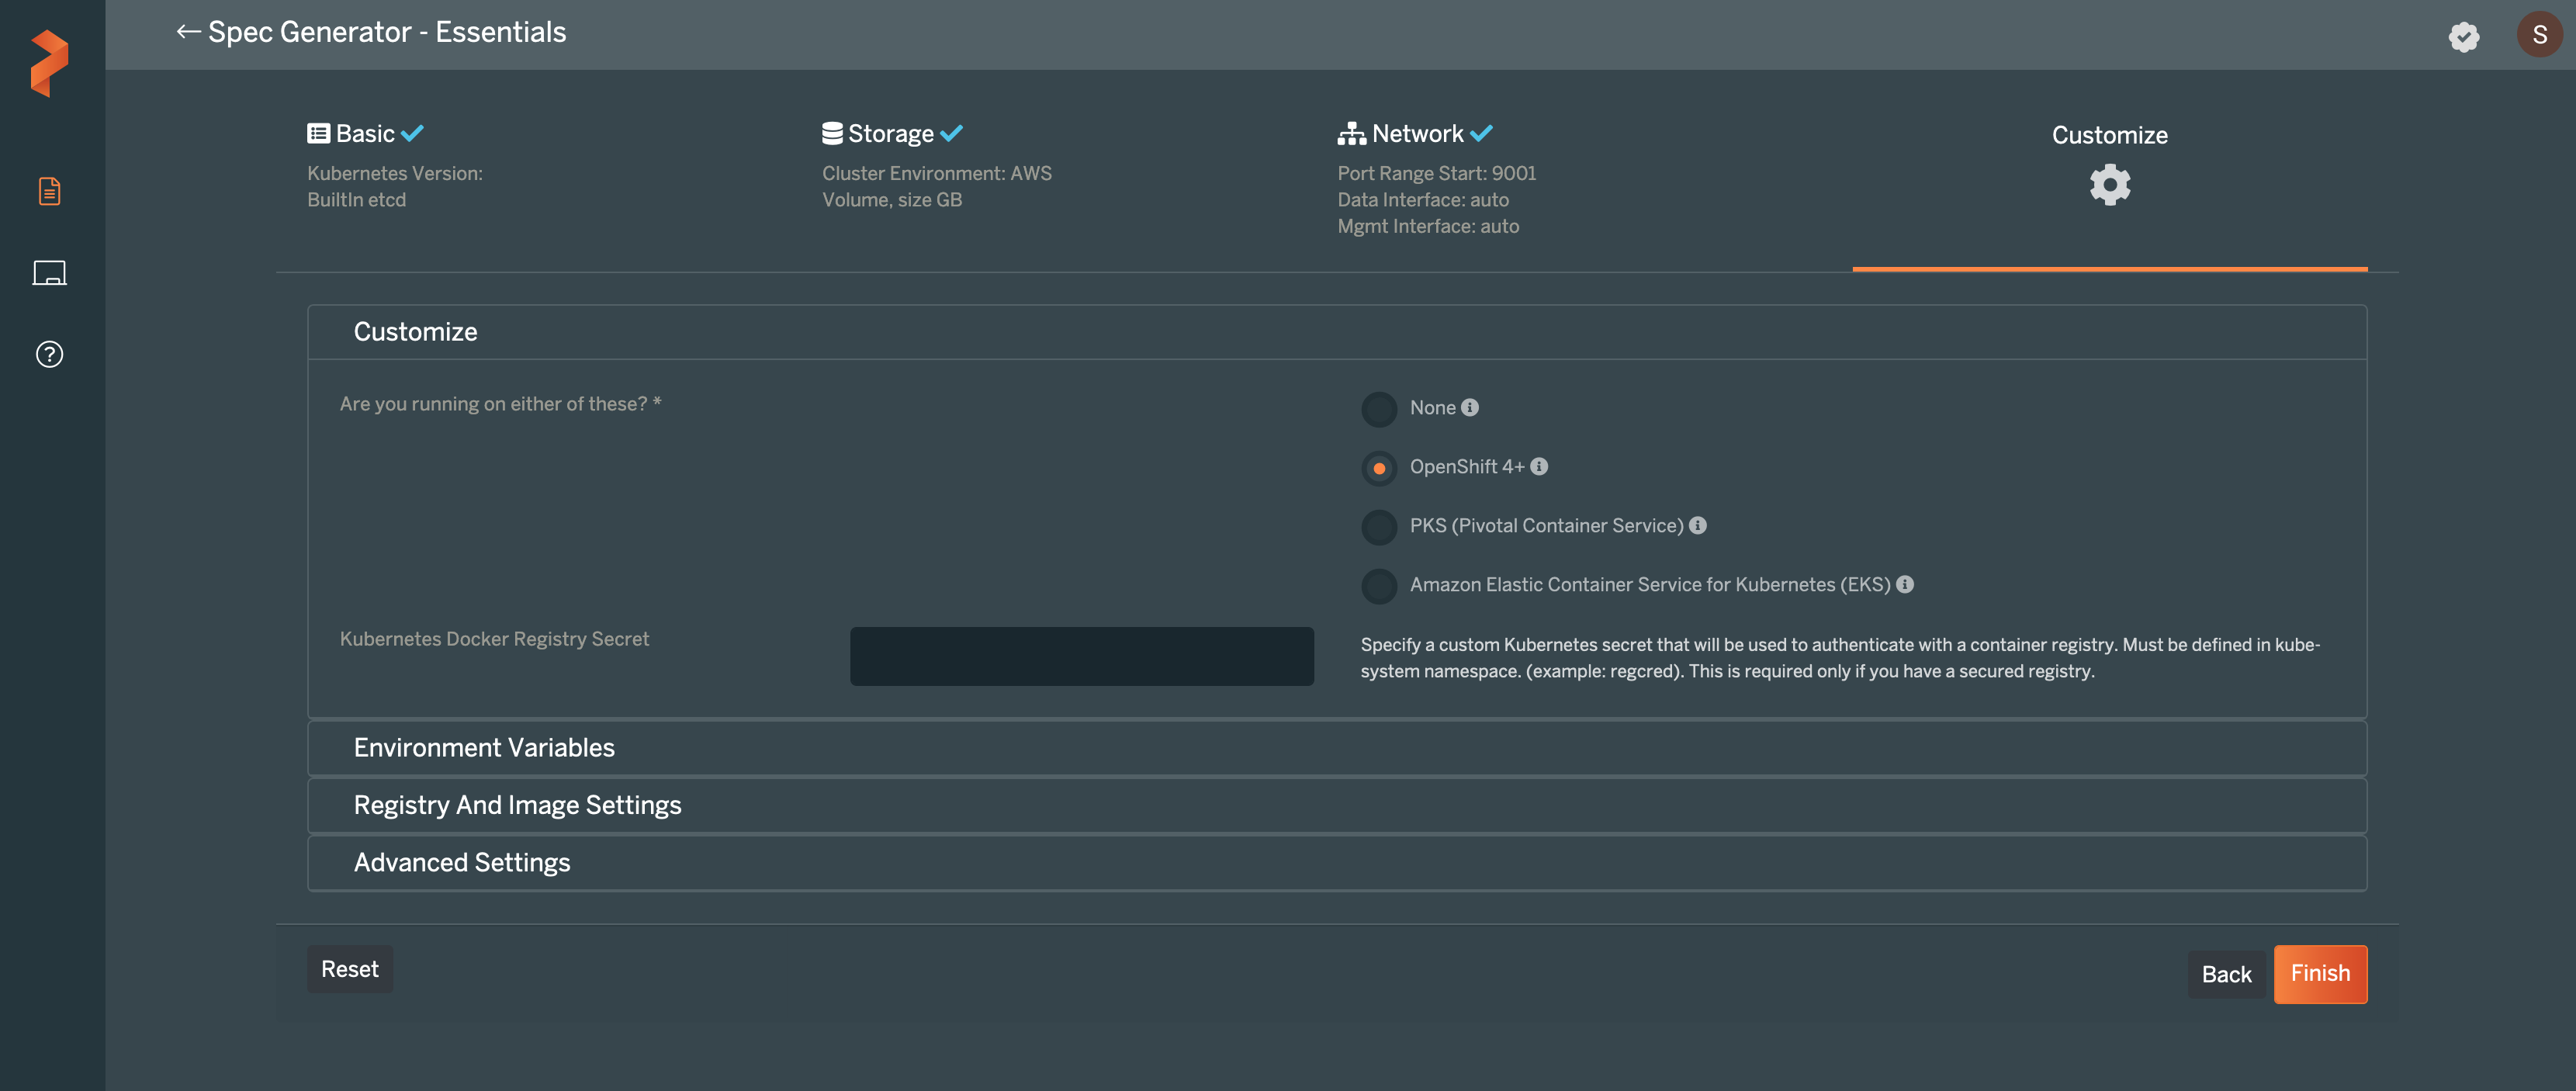 Spec Generator - Essentials
S
Basic
Kubernetes Version:
BuiltIn etcd
Storage
Cluster Environment: AWS
Volume, size GB
Network
Port Range Start: 9001
Data Interface: auto
Mgmt Interface: auto
Customize
Customize
Are you running on either of these? *
None
OpenShift 4+
PKS (Pivotal Container Service)
Amazon Elastic Container Service for Kubernetes (EKS)
Kubernetes Docker Registry Secret
Specify a custom Kubernetes secret that will be used to authenticate with a container registry. Must be defined in kube-
system namespace. (example: regcred). This is required only if you have a secured registry.
Environment Variables
Registry And Image Settings
Advanced Settings
Reset
Back
Finish